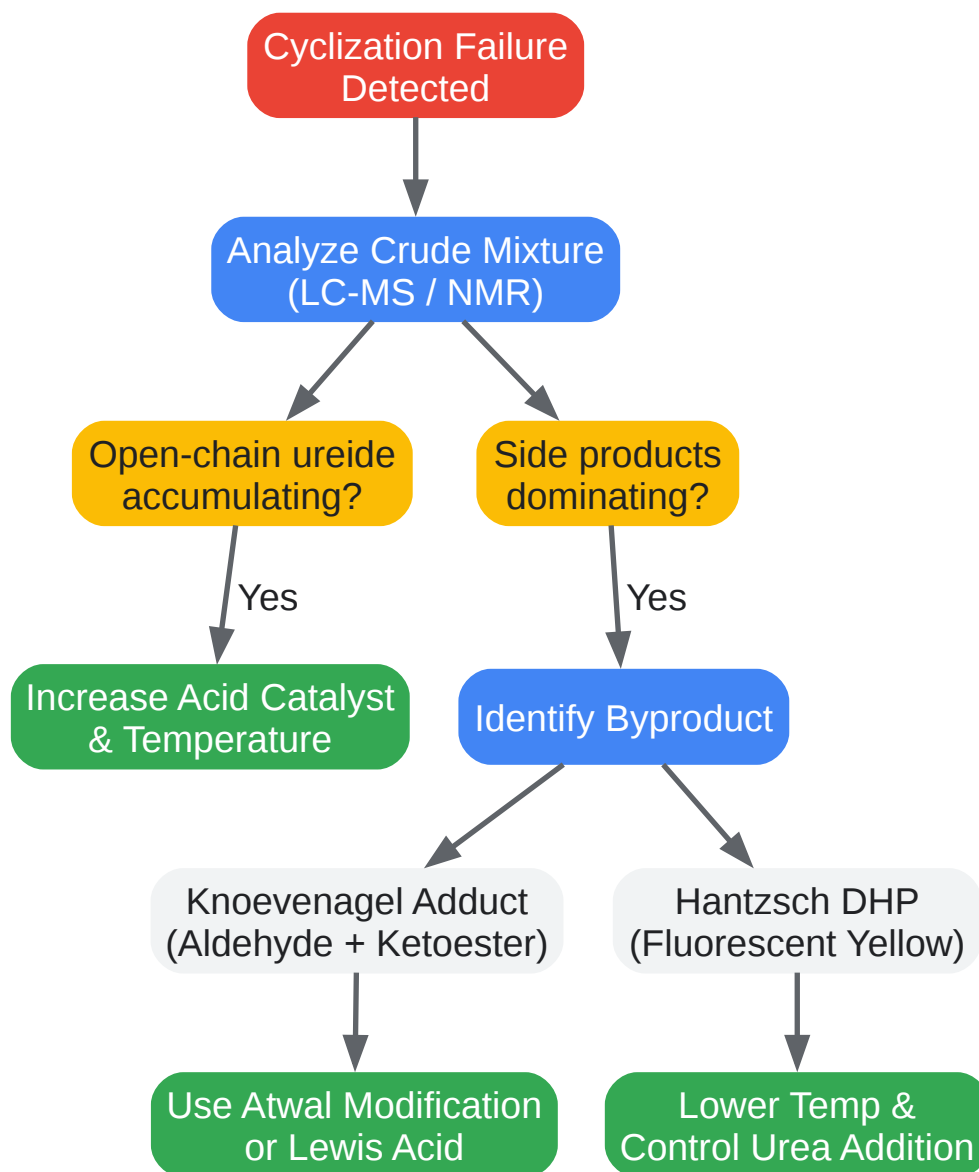 Cyclization Failure
Detected
Analyze Crude Mixture
(LC-MS / NMR)
Open-chain ureide
accumulating?
Side products
dominating?
Yes
Yes
Increase Acid Catalyst
& Temperature
Identify Byproduct
Knoevenagel Adduct
(Aldehyde + Ketoester)
Hantzsch DHP
(Fluorescent Yellow)
Use Atwal Modification
or Lewis Acid
Lower Temp &
Control Urea Addition